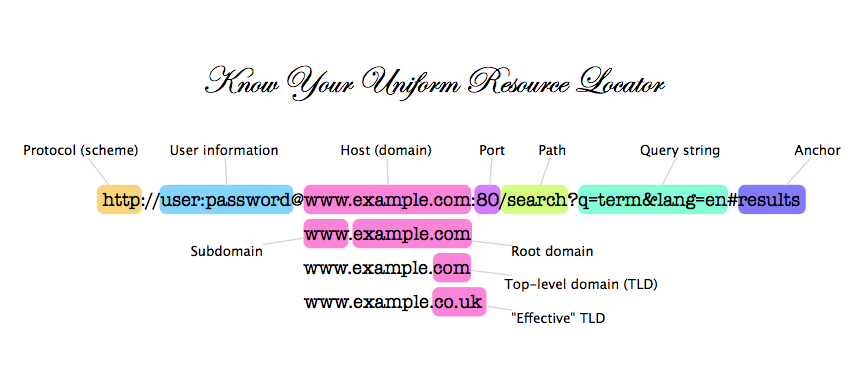 Know Your Uniform Resource Locator
Protocol (scheme) User information Host (domain) Port Path Query string Anchor
http://user:password@www.example.com:80/search?q=term&lang=en#results
www.example.com
Subdomain Root domain
www.example.com
Top-level domain (TLD)
www.example.co.uk
"Effective" TLD